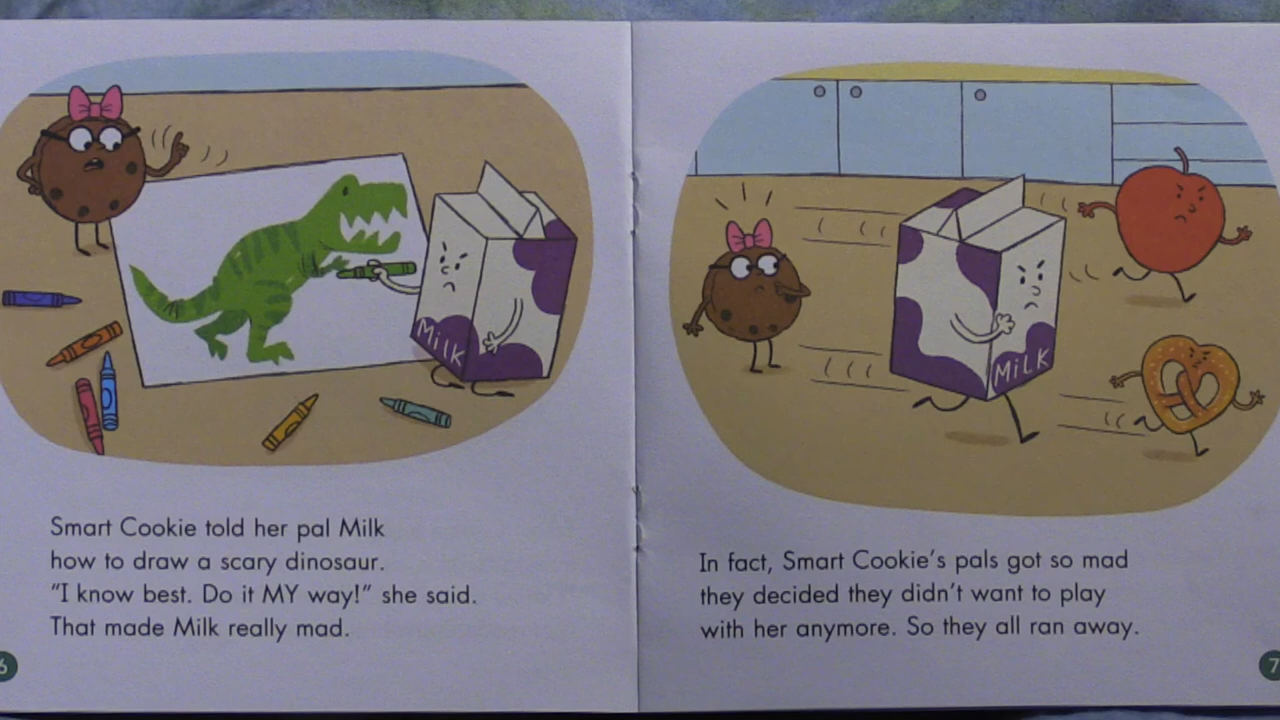 Milk
Smart Cookie told her pal Milk
how to draw a scary dinosaur.
“I know best. Do it MY way!” she said.
That made Milk really mad.
6
MiLK
In fact, Smart Cookie’s pals got so mad
they decided they didn’t want to play
with her anymore. So they all ran away.
7